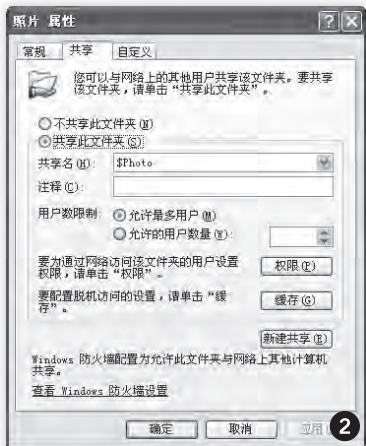 照片 属性
常规 共享 自定义
您可以与网络上的其他用户共享该文件夹。要共享
该文件夹，请单击“共享此文件夹”。
不共享此文件夹(N)
共享此文件夹(S)
共享名(H): $Photo
注释(C):
用户数限制: 允许最多用户(M)
允许的用户数量(W):
要为通过网络访问该文件夹的用户设置
权限，请单击“权限”。
权限(P)
要配置脱机访问的设置，请单击“缓
存”。
缓存(G)
新建共享(E)
Windows 防火墙配置为允许此文件夹与网络上其他计算机
共享。
查看 Windows 防火墙设置
确定 取消 应用
2